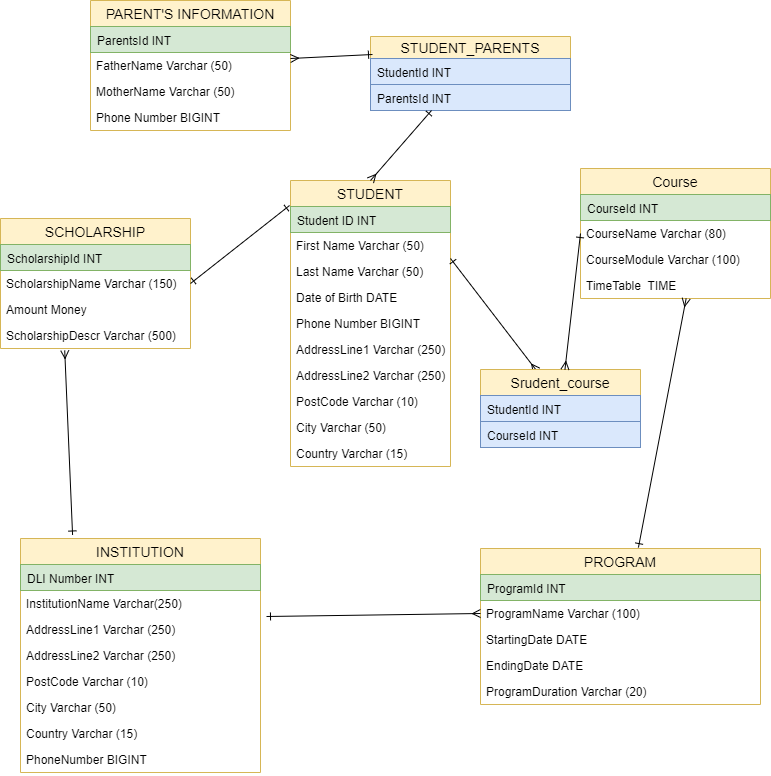 PARENT'S INFORMATION
ParentsId INT
FatherName Varchar (50)
MotherName Varchar (50)
Phone Number BIGINT
STUDENT_PARENTS
StudentId INT
ParentsId INT
STUDENT
Student ID INT
First Name Varchar (50)
Last Name Varchar (50)
Date of Birth DATE
Phone Number BIGINT
AddressLine1 Varchar (250)
AddressLine2 Varchar (250)
PostCode Varchar (10)
City Varchar (50)
Country Varchar (15)
Course
CourseId INT
CourseName Varchar (80)
CourseModule Varchar (100)
TimeTable  TIME
SCHOLARSHIP
ScholarshipId INT
ScholarshipName Varchar (150)
Amount Money
ScholarshipDescr Varchar (500)
Srudent_course
StudentId INT
CourseId INT
INSTITUTION
DLI Number INT
InstitutionName Varchar(250)
AddressLine1 Varchar (250)
AddressLine2 Varchar (250)
PostCode Varchar (10)
City Varchar (50)
Country Varchar (15)
PhoneNumber BIGINT
PROGRAM
ProgramId INT
ProgramName Varchar (100)
StartingDate DATE
EndingDate DATE
ProgramDuration Varchar (20)